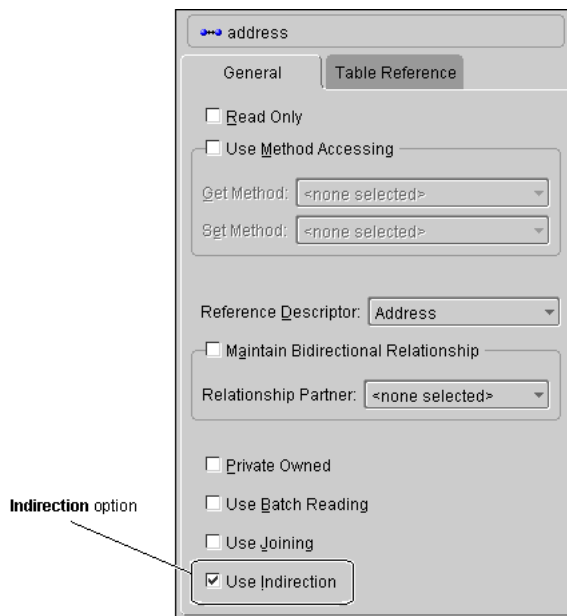 address
General Table Reference
Read Only
Use Method Accessing
Get Method: <none selected>
Set Method: <none selected>
Reference Descriptor: Address
Maintain Bidirectional Relationship
Relationship Partner: <none selected>
Private Owned
Use Batch Reading
Indirection option
Use Joining
Use Indirection